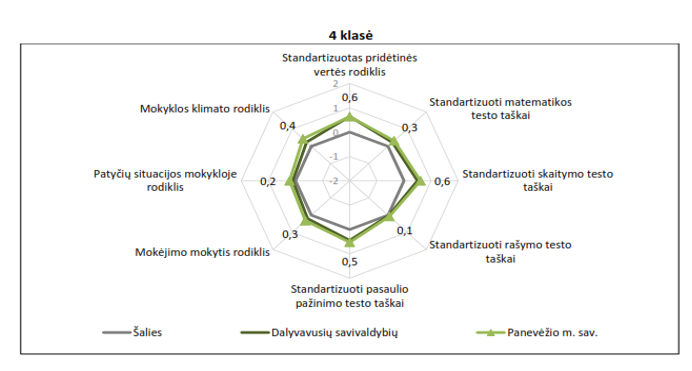 4 klasė
Standartizuotas pridėtinės
vertės rodiklis
2
0,6
1
0
-1
-2
Standartizuoti matematikos
testo taškai
0,3
Standartizuoti skaitymo testo
taškai
0,6
Standartizuoti rašymo testo
taškai
0,1
Standartizuoti pasaulio
pažinimo testo taškai
0,5
Mokėjimo mokytis rodiklis
0,3
Patyčių situacijos mokykloje
rodiklis
0,2
Mokyklos klimato rodiklis
0,4
Šalies
Dalyvavusių savivaldybių
Panevėžio m. sav.